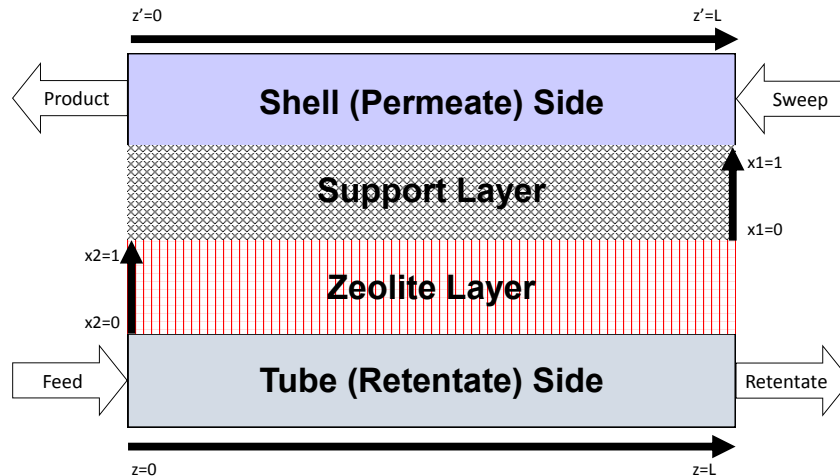 z'=0
z'=L
Product
Shell (Permeate) Side
Sweep
x1=1
Support Layer
x1=0
x2=1
Zeolite Layer
x2=0
Feed
Tube (Retentate) Side
Retentate
z=0
z=L